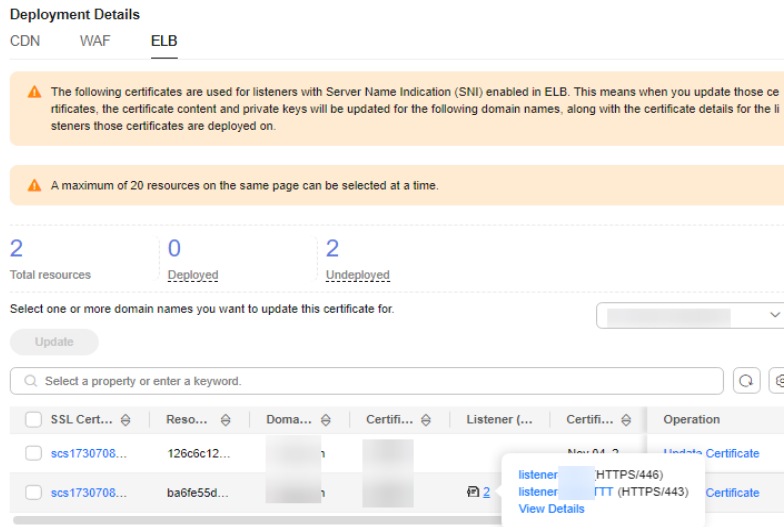 Deployment Details
CDN WAF ELB
The following certificates are used for listeners with Server Name Indication (SNI) enabled in ELB. This means when you update those ce
rtificates, the certificate content and private keys will be updated for the following domain names, along with the certificate details for the li
steners those certificates are deployed on.
A maximum of 20 resources on the same page can be selected at a time.
2 0 2
Total resources Deployed Undeployed
Select one or more domain names you want to update this certificate for.
Update
Select a property or enter a keyword.
SSL Cert... Reso... Doma... Certifi... Listener (... Certifi... Operation
scs1730708... 126c6c12... Update Certificate
scs1730708... ba6fe55d... 2 Certificate
listener (HTTPS/446)
listener TTT (HTTPS/443)
View Details